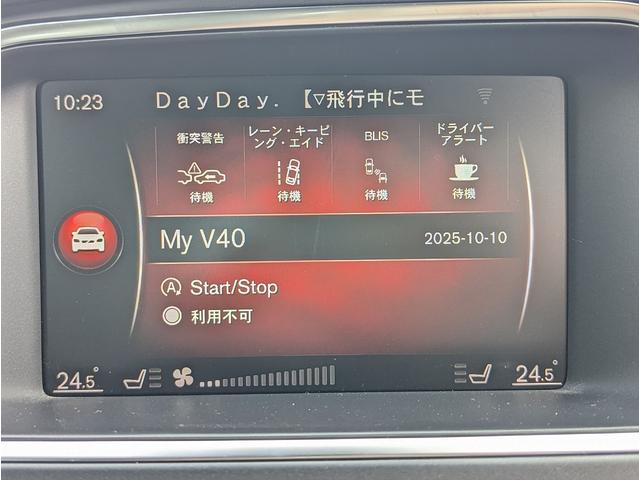 10:23 DayDay. 【▽飛行中にモ
衝突警告
待機
レーン・キーピ
ング・エイド
待機
BLIS
待機
ドライバー
アラート
待機
My V40 2025-10-10
Start/Stop
利用不可
24.5° 24.5°